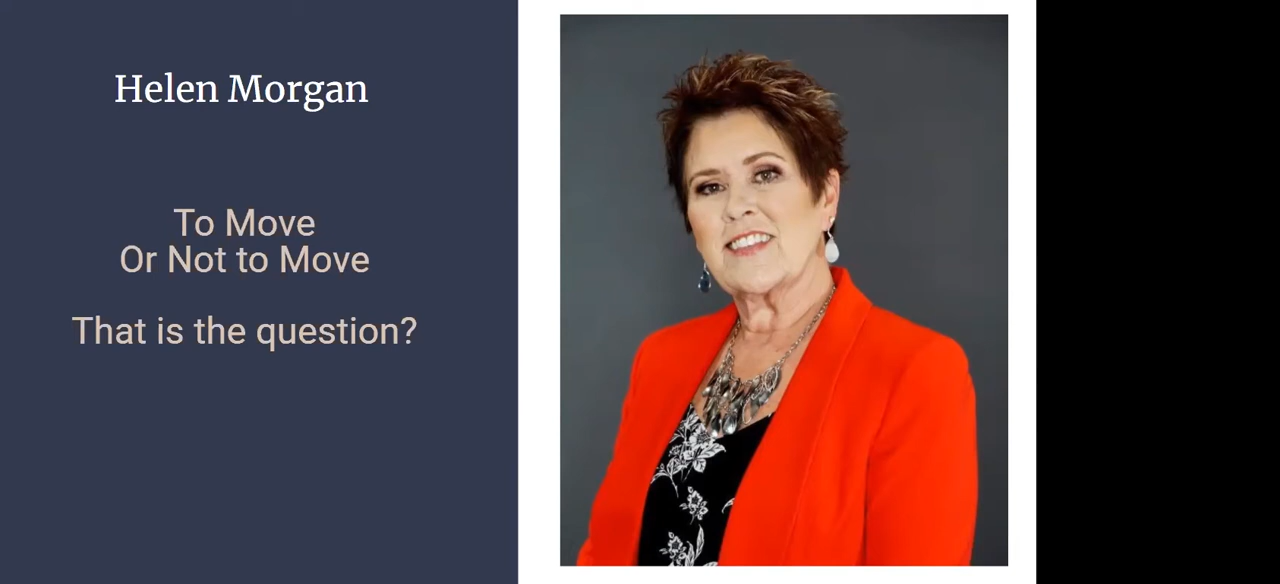 Helen Morgan
To Move
Or Not to Move
That is the question?